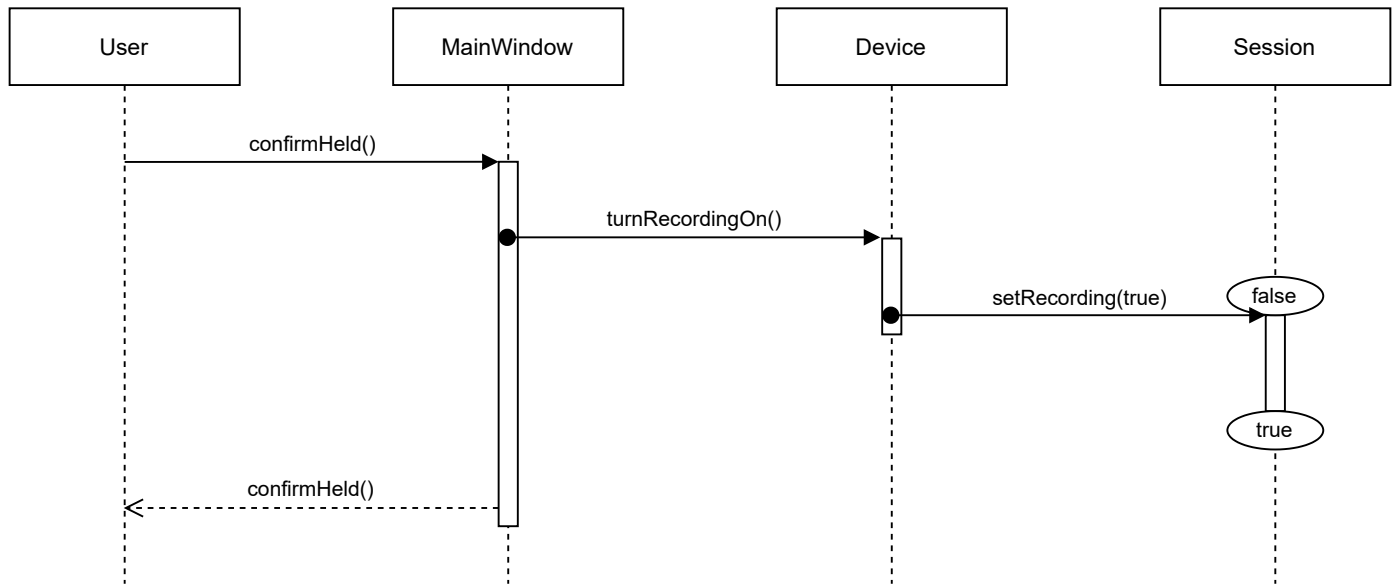 User
MainWindow
Device
Session
confirmHeld()
turnRecordingOn()
setRecording(true)
false
true
confirmHeld()